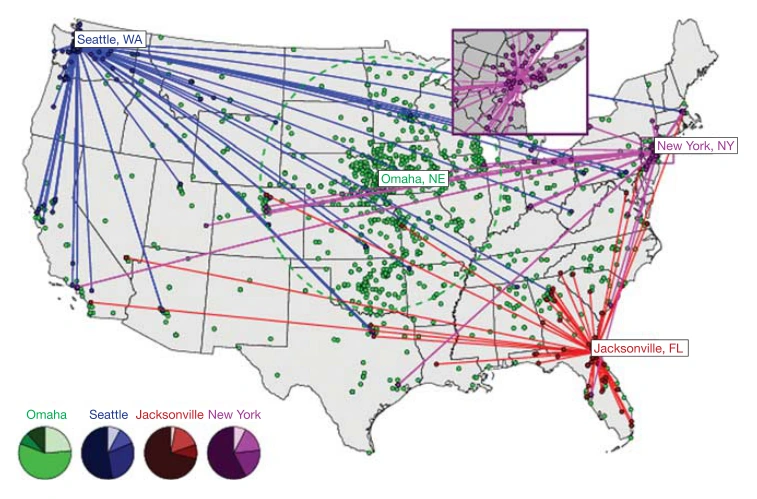 Seattle, WA
New York, NY
Omaha, NE
Jacksonville, FL
Omaha Seattle Jacksonville New York